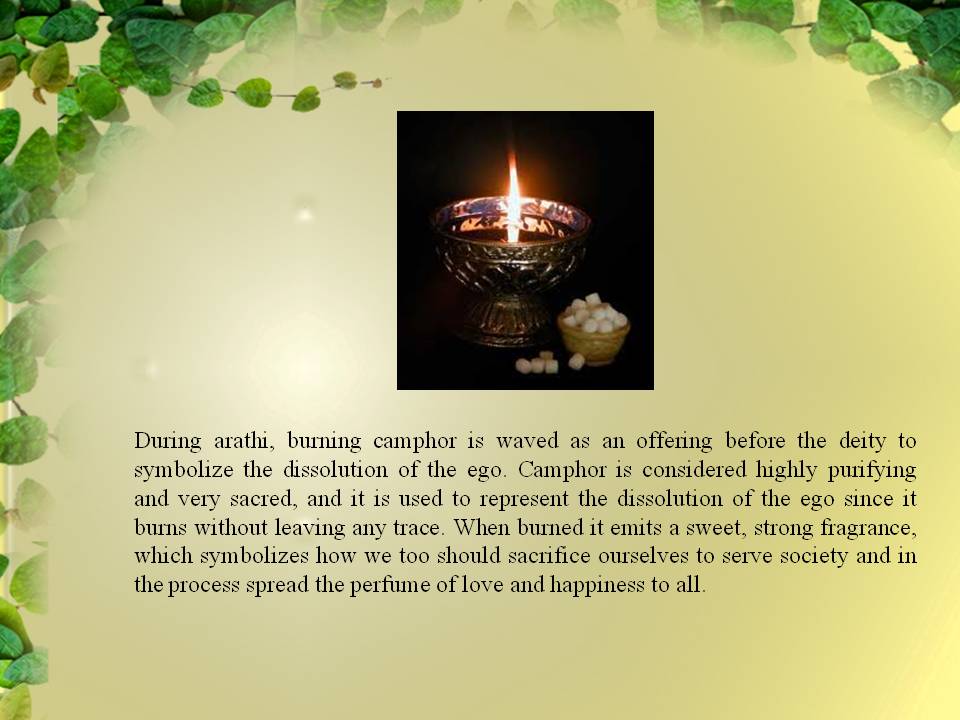 During arathi, burning camphor is waved as an offering before the deity to
symbolize the dissolution of the ego. Camphor is considered highly purifying
and very sacred, and it is used to represent the dissolution of the ego since it
burns without leaving any trace. When burned it emits a sweet, strong fragrance,
which symbolizes how we too should sacrifice ourselves to serve society and in
the process spread the perfume of love and happiness to all.